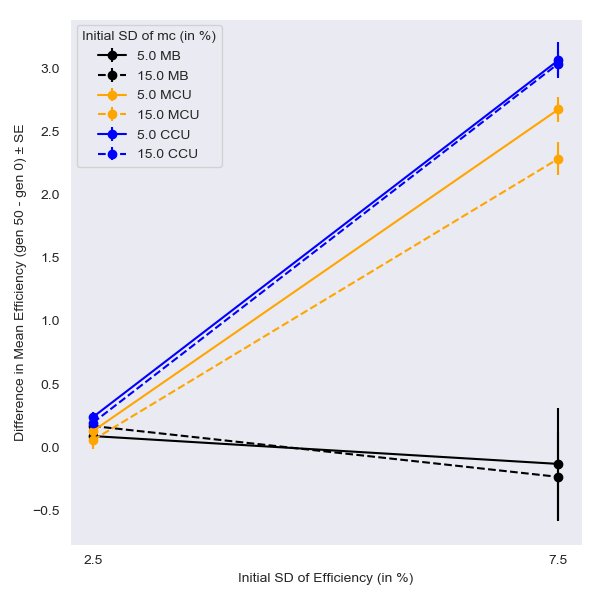 Initial SD of mc (in %)
5.0 MB
15.0 MB
5.0 MCU
15.0 MCU
5.0 CCU
15.0 CCU
Difference in Mean Efficiency (gen 50 - gen 0) ± SE
3.0
2.5
2.0
1.5
1.0
0.5
0.0
−0.5
2.5
7.5
Initial SD of Efficiency (in %)